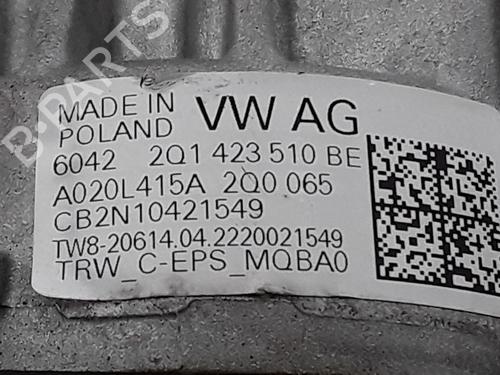 MADE IN
POLAND
VW AG
6042 2Q1 423 510 BE
A020L415A 2Q0 065
CB2N10421549
TW8-20614.04.2220021549
TRW_C-EPS_MQBA0
B-PARTS